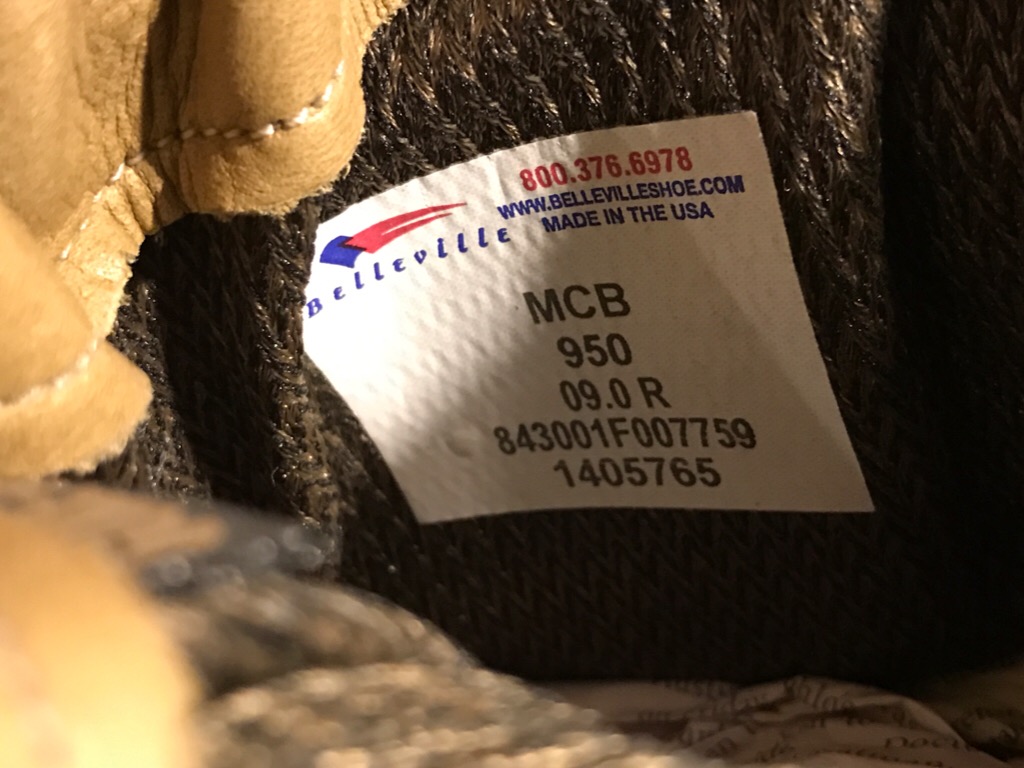 800.376.6978
WWW.BELLEVILLESHOE.COM
MADE IN THE USA
Belleville
MCB
950
09.0 R
843001F007759
1405765